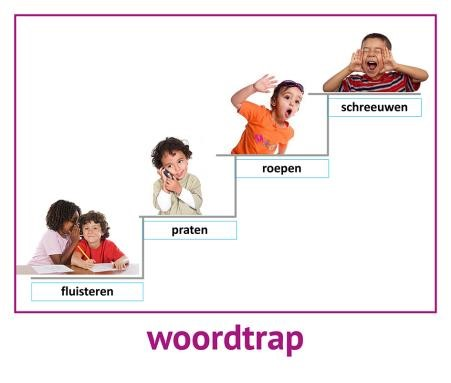 schreeuwen
roepen
praten
fluisteren
woordtrap